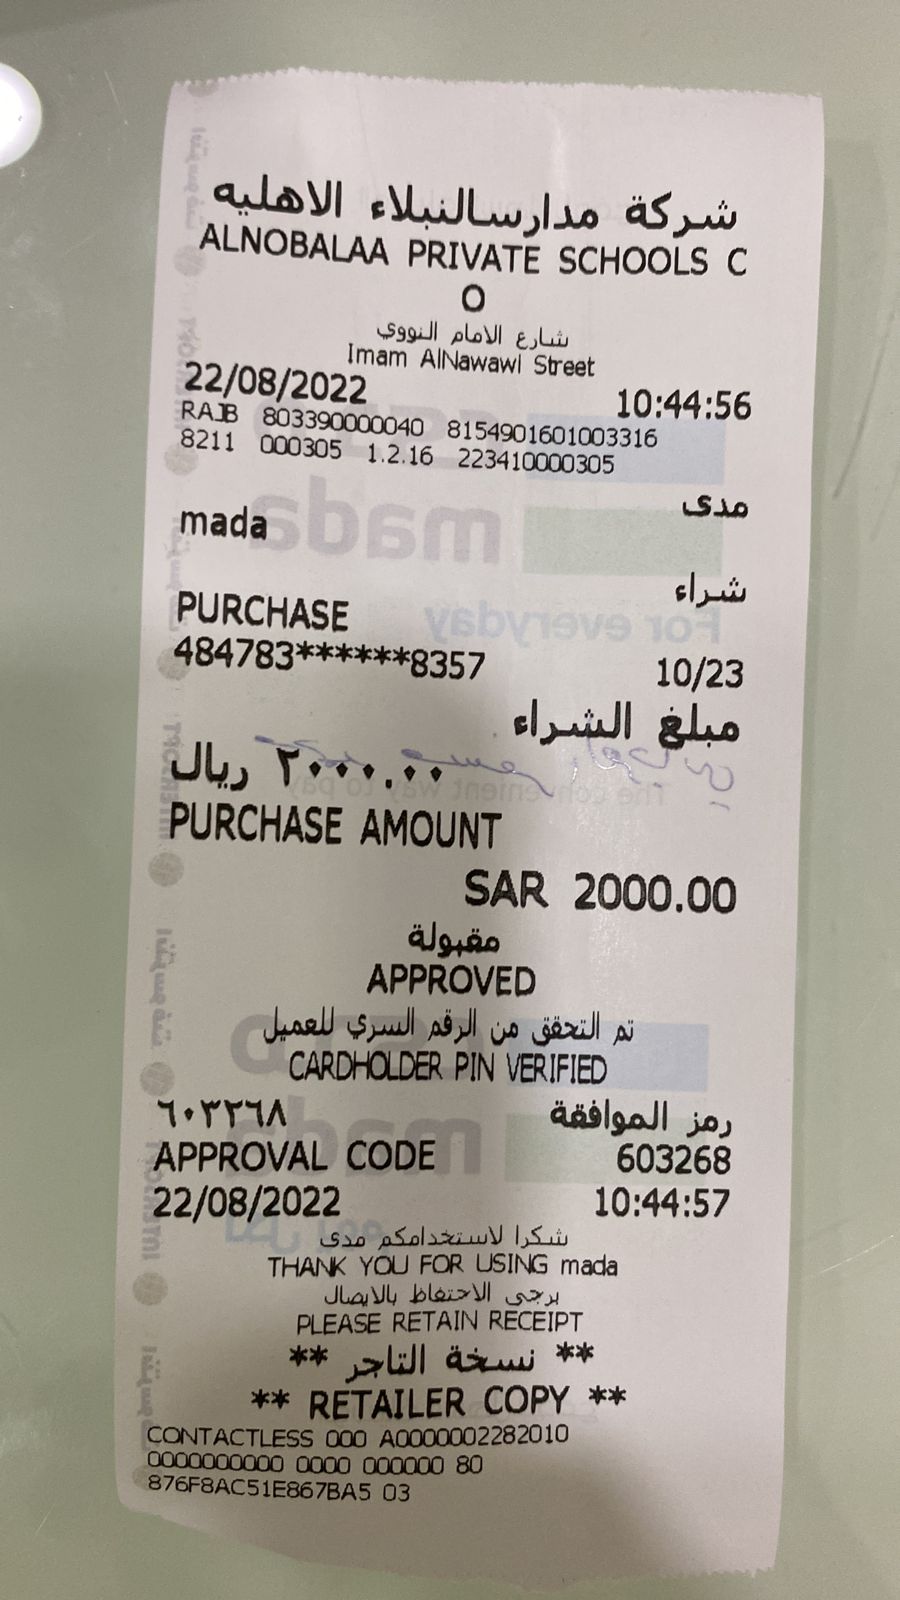 شركة مدارسالنبلاء الاهليه
ALNOBALAA PRIVATE SCHOOLS C
O
شارع الامام النووي
Imam AlNawawl Street
22/08/2022 10:44:56
RAJB 803390000040 8154901601003316
8211 000305 1.2.16 223410000305
مدى
mada
شراء
PURCHASE
484783******8357 10/23
مبلغ الشراء
٢٠٠٠.٠٠ ريال
PURCHASE AMOUNT
SAR 2000.00
مقبولة
APPROVED
تم التحقق من الرقم السري للعميل
CARDHOLDER PIN VERIFIED
رمز الموافقة ٦٠٣٢٦٨
APPROVAL CODE 603268
22/08/2022 10:44:57
شكرا لاستخدامكم مدى
THANK YOU FOR USING mada
يرجى الاحتفاظ بالايصال
PLEASE RETAIN RECEIPT
** نسخة التاجر **
** RETAILER COPY **
CONTACTLESS 000 A0000002282010
0000000000 0000 000000 80
876F8AC51E867BA5 03